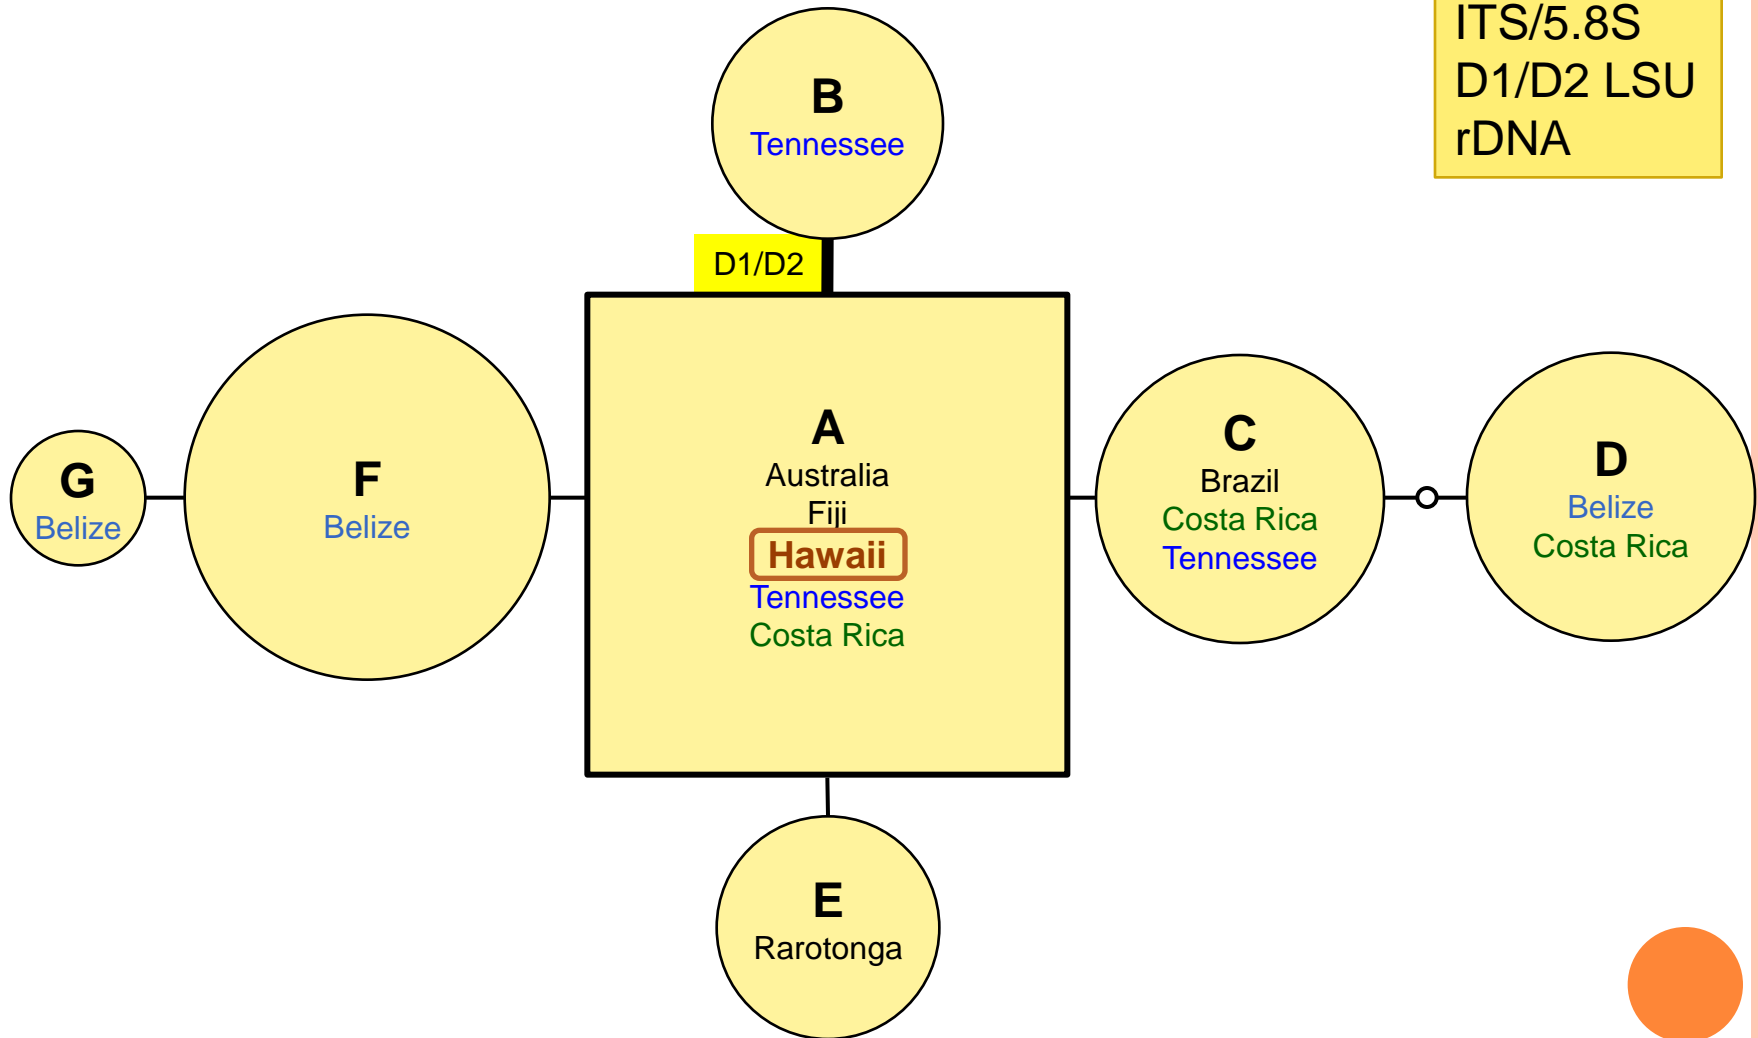 ITS/5.8S
D1/D2 LSU
rDNA
B
Tennessee
D1/D2
A
Australia
Fiji
Hawaii
Tennessee
Costa Rica
G
Belize
F
Belize
C
Brazil
Costa Rica
Tennessee
D
Belize
Costa Rica
E
Rarotonga